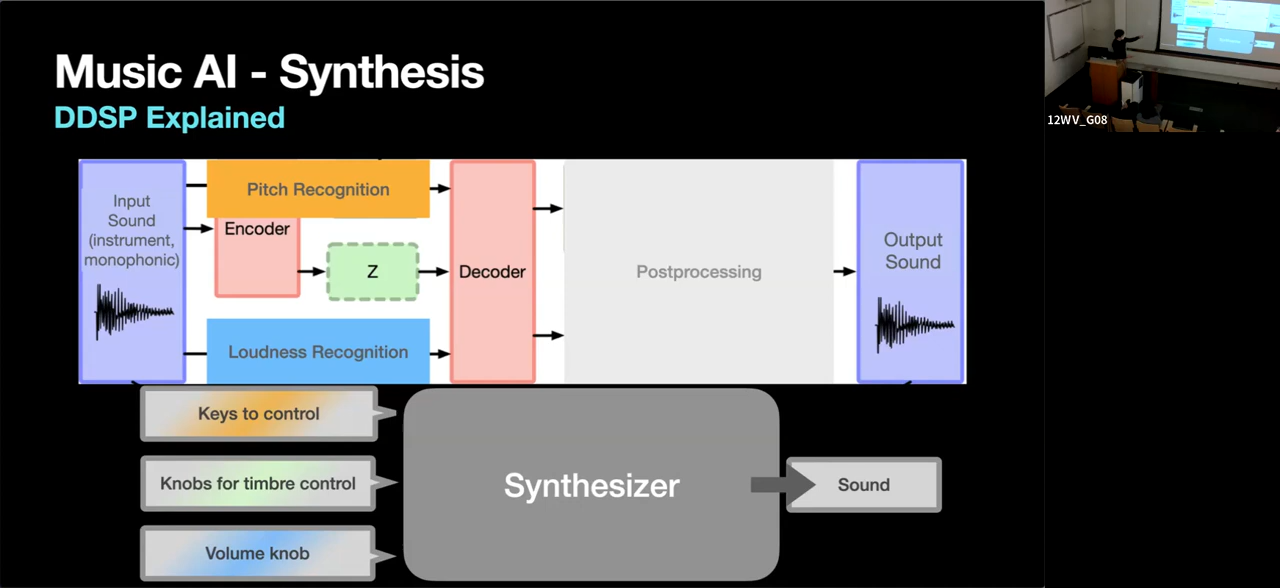 Music AI - Synthesis
DDSP Explained
Input
Sound
(instrument,
monophonic)
Pitch Recognition
Encoder
Z
Loudness Recognition
Decoder
Postprocessing
Output
Sound
Keys to control
Knobs for timbre control
Volume knob
Synthesizer
Sound
12WV_G08